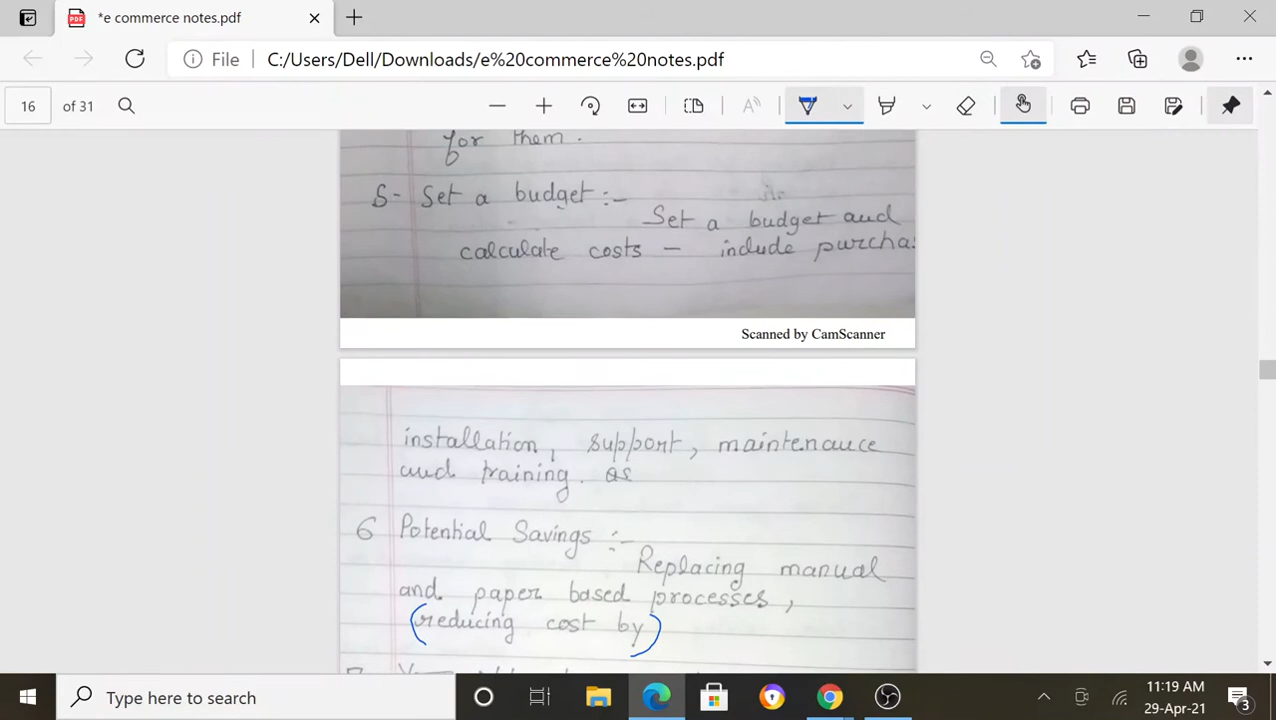 *e commerce notes.pdf
File C:/Users/Dell/Downloads/e%20commerce%20notes.pdf
16 of 31
for them.
5- Set a budget :-
Set a budget and
calculate costs - include purcha
Scanned by CamScanner
installation, support, maintenance
and training. as
6 Potential Savings :-
Replacing manual
and paper based processes,
(reducing cost by)
Type here to search
11:19 AM
29-Apr-21
3